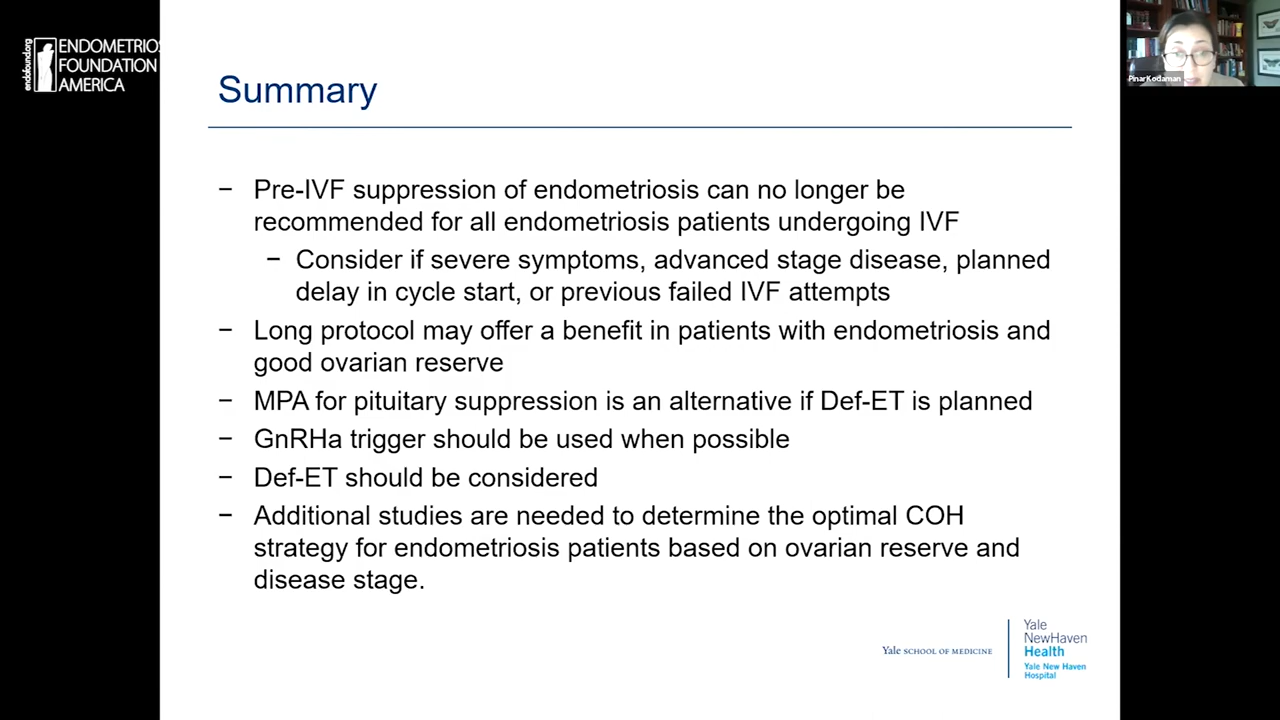 endofound.org
ENDOMETRIOS
FOUNDATION
AMERICA
Summary
− Pre-IVF suppression of endometriosis can no longer be
recommended for all endometriosis patients undergoing IVF
− Consider if severe symptoms, advanced stage disease, planned
delay in cycle start, or previous failed IVF attempts
− Long protocol may offer a benefit in patients with endometriosis and
good ovarian reserve
− MPA for pituitary suppression is an alternative if Def-ET is planned
− GnRHa trigger should be used when possible
− Def-ET should be considered
− Additional studies are needed to determine the optimal COH
strategy for endometriosis patients based on ovarian reserve and
disease stage.
Yale SCHOOL OF MEDICINE
Yale
NewHaven
Health
Yale New Haven
Hospital
Pinar Kodaman